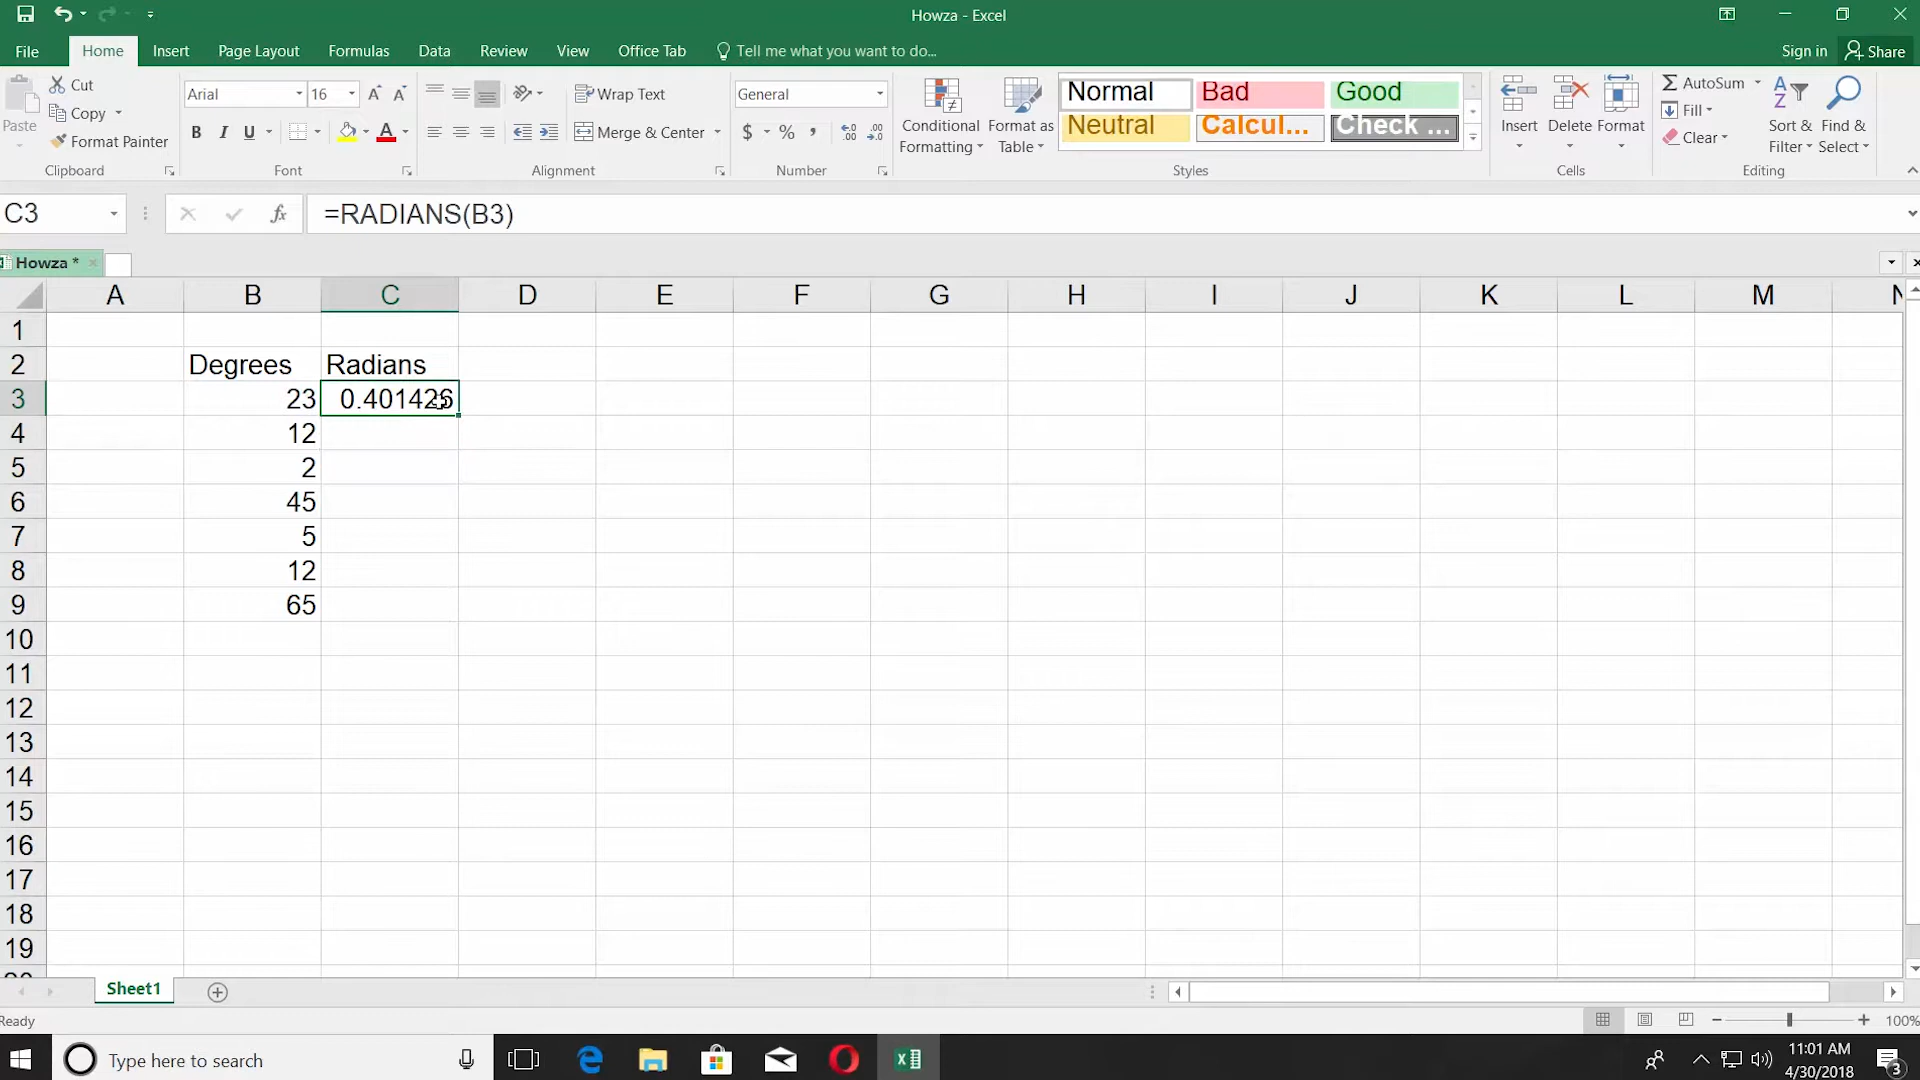 Howza - Excel
File Home Insert Page Layout Formulas Data Review View Office Tab Tell me what you want to do... Sign in Share
Paste
Cut
Copy
Format Painter
Clipboard
Arial 16
B I U
Font
Wrap Text
Merge & Center
Alignment
General
$ % ,
Number
Conditional Formatting
Format as Table
Normal Bad Good
Neutral Calcul... Check ...
Styles
Insert Delete Format
Cells
AutoSum
Fill
Clear
Sort & Filter
Find & Select
Editing
C3 fx =RADIANS(B3)
Howza *
A B C D E F G H I J K L M
1
2 Degrees Radians
3 23 0.401426
4 12
5 2
6 45
7 5
8 12
9 65
10
11
12
13
14
15
16
17
18
19
Sheet1
Ready 100%
Type here to search
11:01 AM
4/30/2018
3